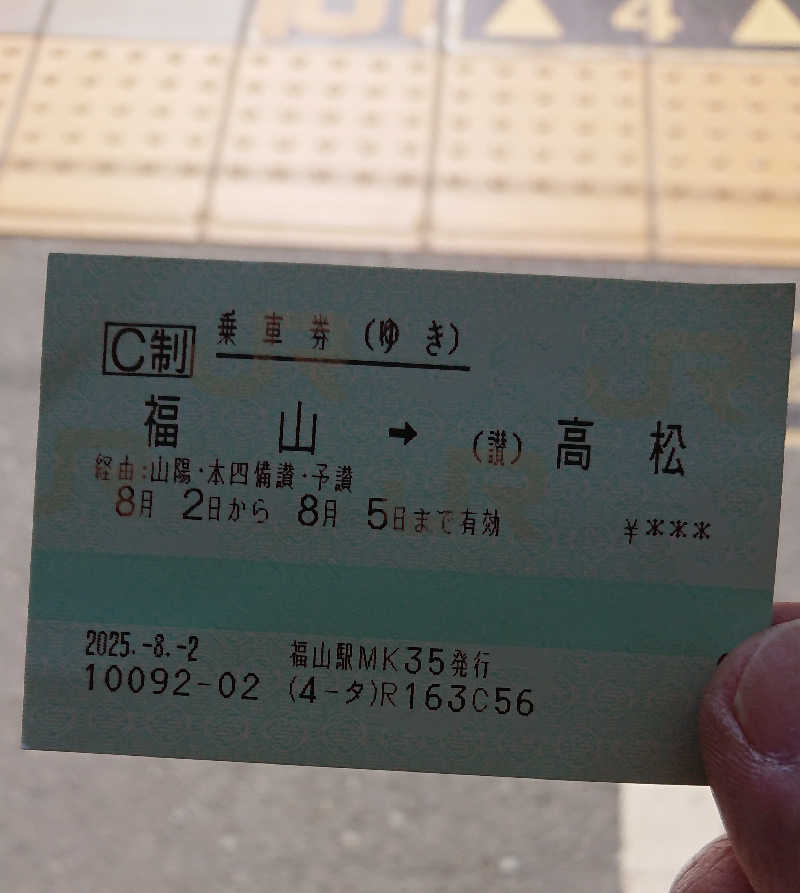 4
C制 乗車券 (ゆき)
福山 → (讃) 高松
経由:山陽・本四備讃・予讃
8月 2日から 8月 5日まで有効 ¥***
2025.-8.-2 福山駅MK35発行
10092-02 (4-タ)R163C56